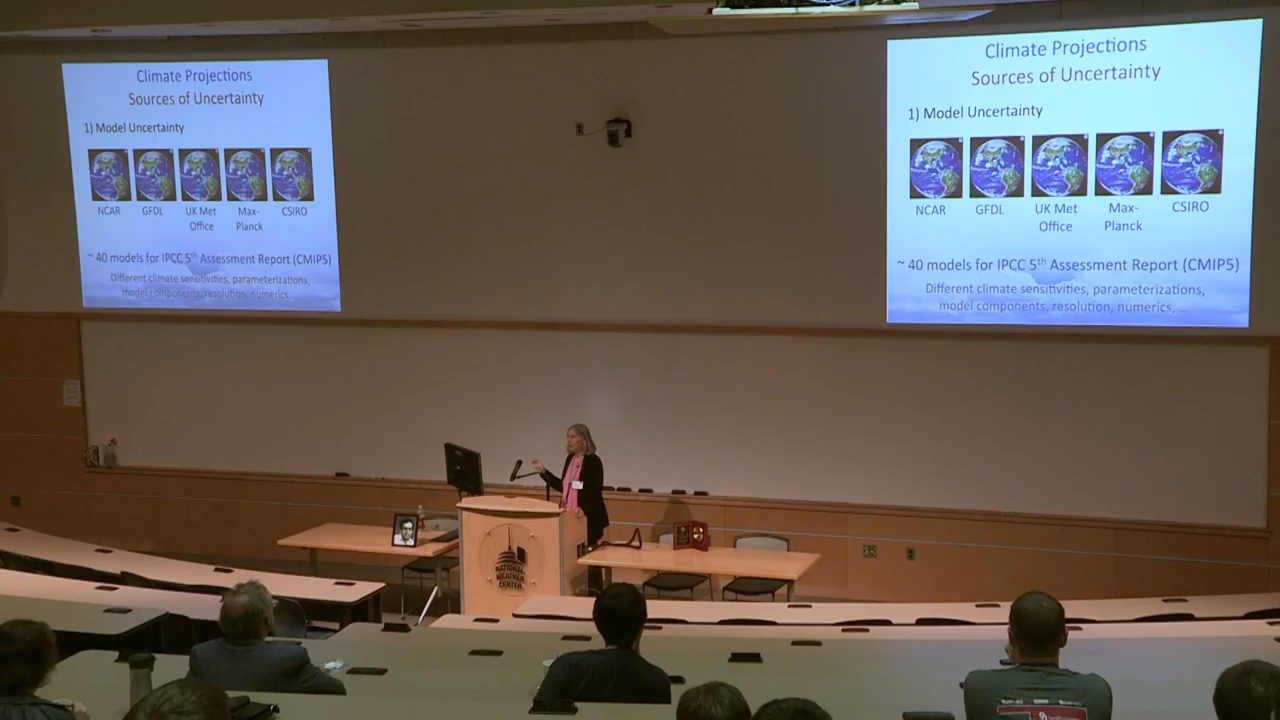 Climate Projections
Sources of Uncertainty
1) Model Uncertainty
NCAR GFDL UK Met Office Max-Planck CSIRO
~ 40 models for IPCC 5th Assessment Report (CMIP5)
Different climate sensitivities, parameterizations,
model components, resolution, numerics, ...
Climate Projections
Sources of Uncertainty
1) Model Uncertainty
NCAR GFDL UK Met Office Max-Planck CSIRO
~ 40 models for IPCC 5th Assessment Report (CMIP5)
Different climate sensitivities, parameterizations,
model components, resolution, numerics, ...
NATIONAL
WEATHER
CENTER